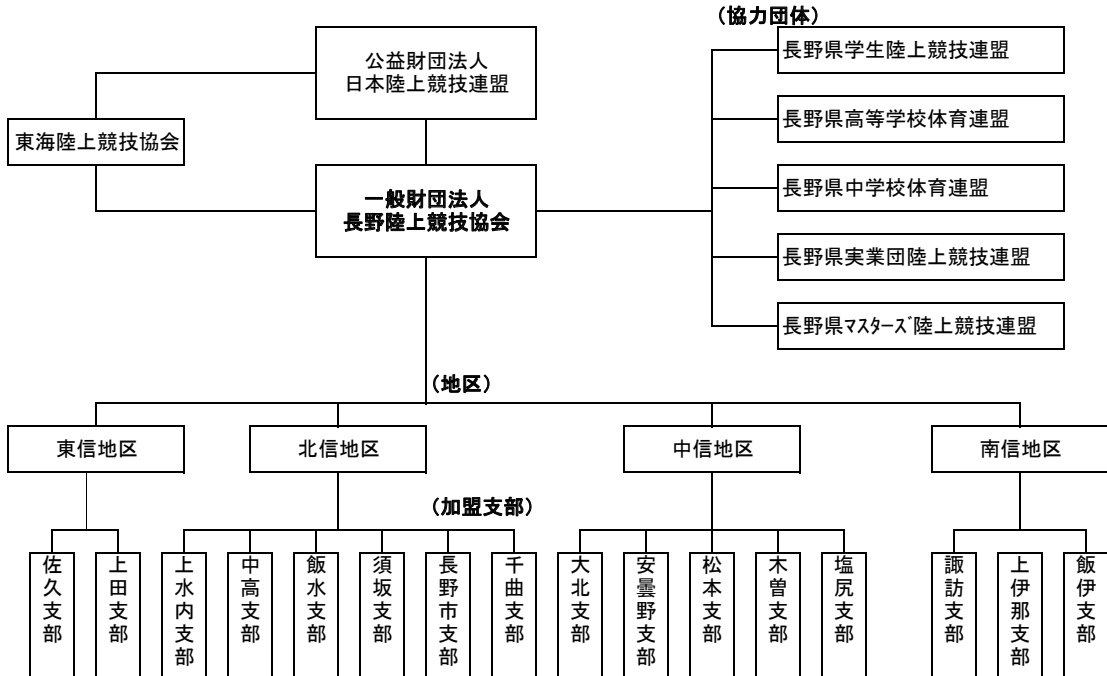 （協力団体）
公益財団法人
日本陸上競技連盟
長野県学生陸上競技連盟
長野県高等学校体育連盟
東海陸上競技協会
一般財団法人
長野陸上競技協会
長野県中学校体育連盟
長野県実業団陸上競技連盟
長野県ﾏｽﾀｰｽﾞ陸上競技連盟
（地区）
東信地区
北信地区
中信地区
南信地区
（加盟支部）
佐久支部
上田支部
上水内支部
中高支部
飯水支部
須坂支部
長野市支部
千曲支部
大北支部
安曇野支部
松本支部
木曽支部
塩尻支部
諏訪支部
上伊那支部
飯伊支部